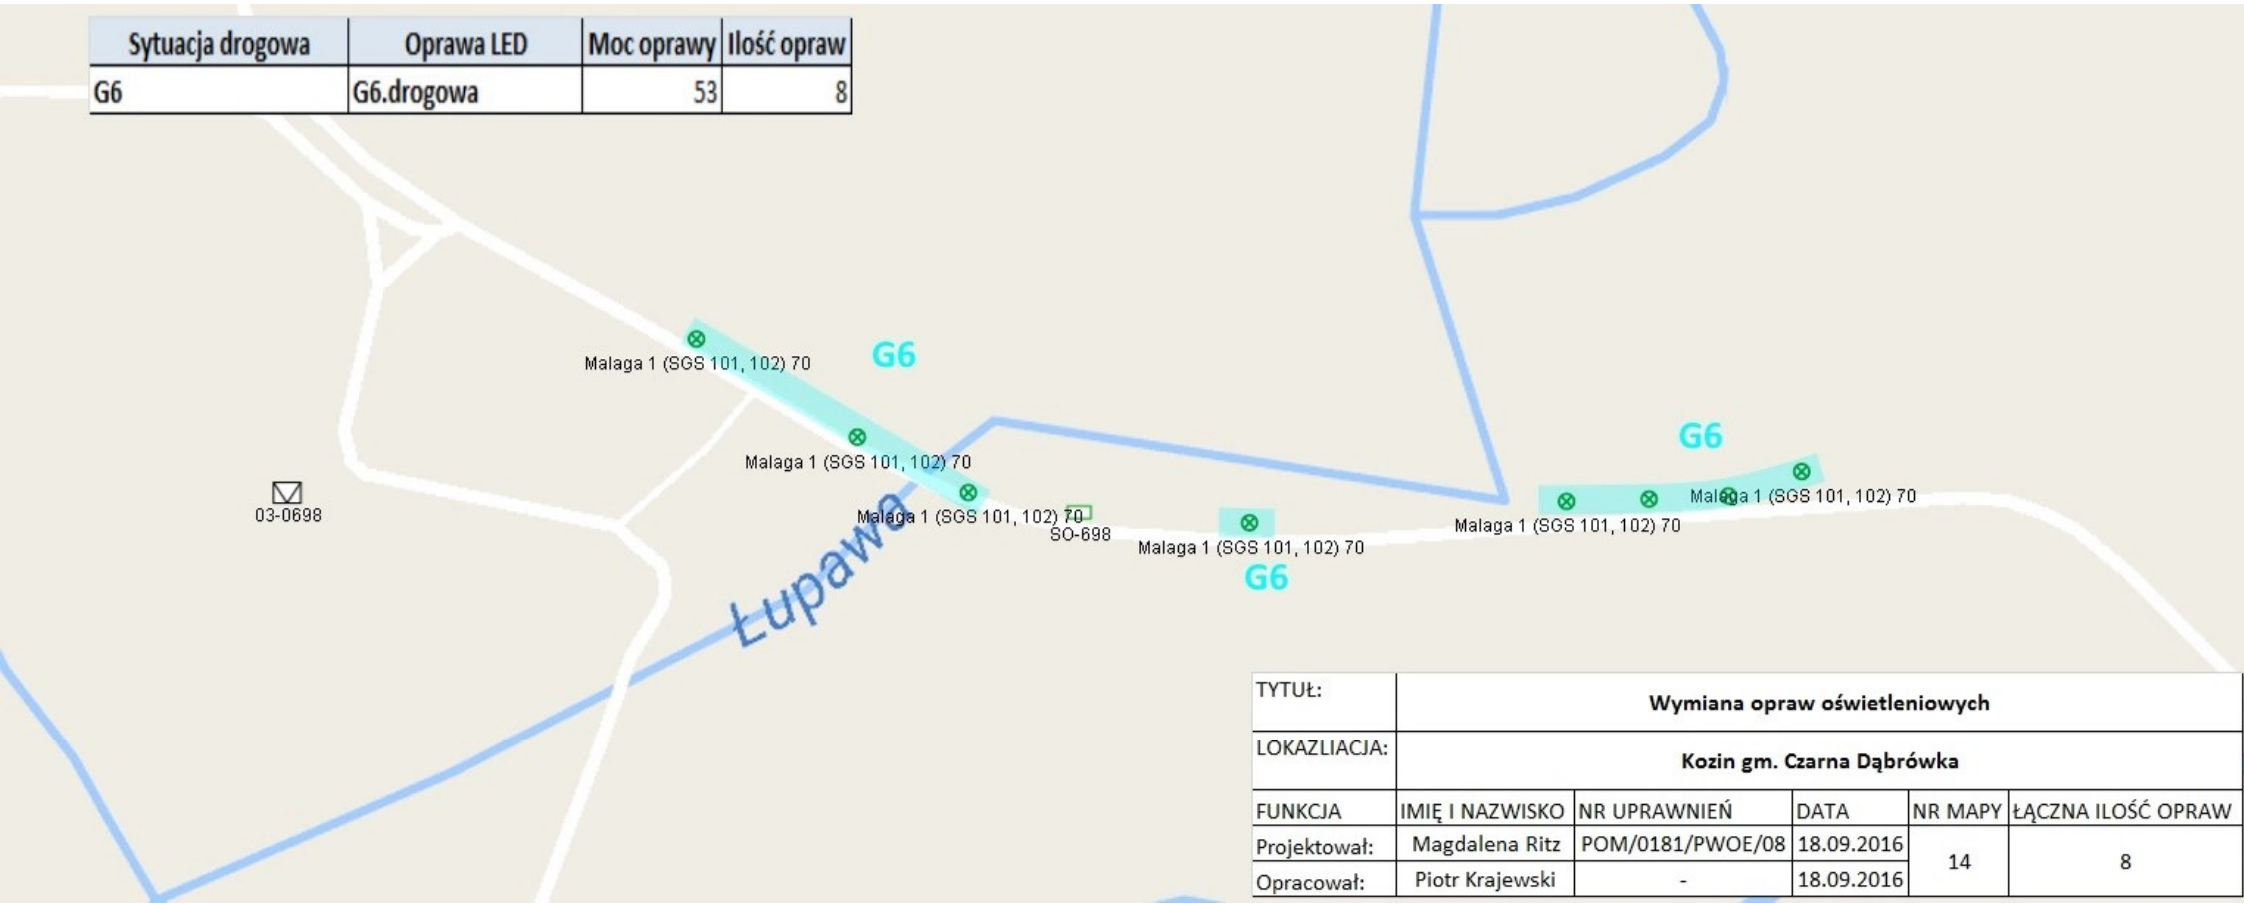 Sytuacja drogowa Oprawa LED Moc oprawy Ilość opraw
G6 G6.drogowa 53 8
G6
Malaga 1 (SGS 101, 102) 70
G6
Malaga 1 (SGS 101, 102) 70
Malaga 1 (SGS 101, 102) 70
03-0698
Malaga 1 (SGS 101, 102) 70
Malaga 1 (SGS 101, 102) 70
SO-698
Malaga 1 (SGS 101, 102) 70
G6
Łupawa
TYTUŁ: Wymiana opraw oświetleniowych
LOKAZLIACJA: Kozin gm. Czarna Dąbrówka
FUNKCJA IMIĘ I NAZWISKO NR UPRAWNIEŃ DATA NR MAPY ŁĄCZNA ILOŚĆ OPRAW
Projektował: Magdalena Ritz POM/0181/PWOE/08 18.09.2016 14 8
Opracował: Piotr Krajewski - 18.09.2016